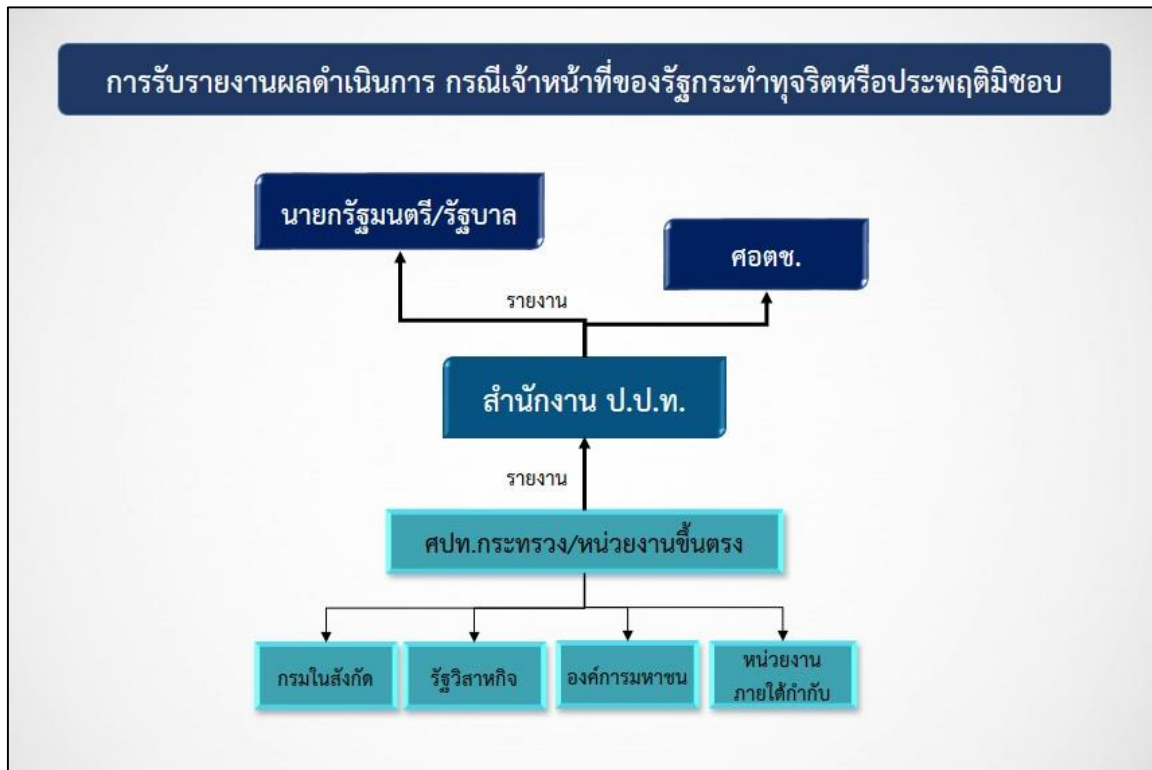 การรับรายงานผลดำเนินการ กรณีเจ้าหน้าที่ของรัฐกระทำทุจริตหรือประพฤติมิชอบ
นายกรัฐมนตรี/รัฐบาล
ศอตช.
รายงาน
สำนักงาน ป.ป.ท.
รายงาน
ศปท.กระทรวง/หน่วยงานขึ้นตรง
กรมในสังกัด
รัฐวิสาหกิจ
องค์การมหาชน
หน่วยงาน
ภายใต้กำกับ